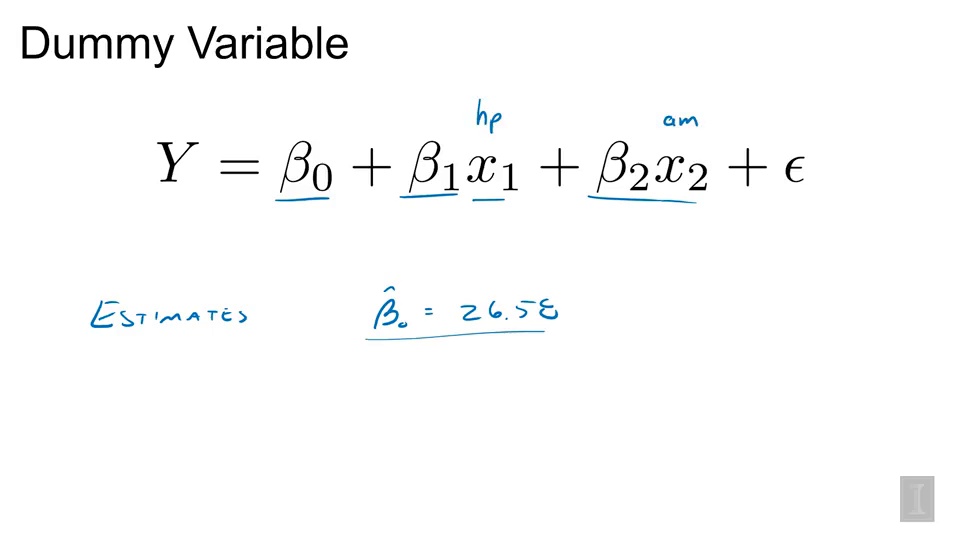 Dummy Variable
hp am
Y = β₀ + β₁x₁ + β₂x₂ + ϵ
ESTIMATES β̂₀ = 26.58
I